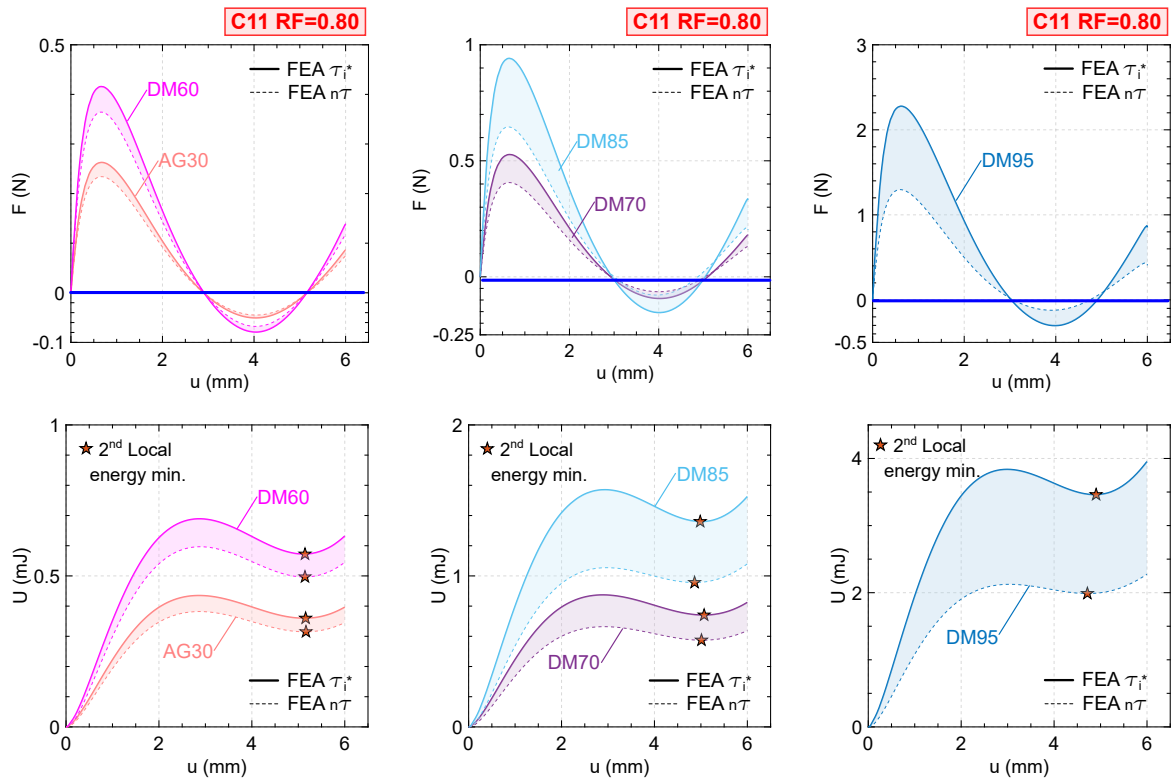 C11 RF=0.80
0.5
FEA τi*
FEA nτ
DM60
AG30
F (N)
0
-0.1
0 2 4 6
u (mm)
C11 RF=0.80
1
FEA τi*
FEA nτ
DM85
0.5
DM70
F (N)
0
-0.25
0 2 4 6
u (mm)
C11 RF=0.80
3
FEA τi*
FEA nτ
2
DM95
F (N)
1
0
-0.5
0 2 4 6
u (mm)
1
2nd Local
energy min.
DM60
0.5
U (mJ)
AG30
FEA τi*
FEA nτ
0
0 2 4 6
u (mm)
2
2nd Local
energy min.
DM85
1
U (mJ)
DM70
FEA τi*
FEA nτ
0
0 2 4 6
u (mm)
2nd Local
4
energy min.
2
U (mJ)
DM95
FEA τi*
FEA nτ
0
0 2 4 6
u (mm)